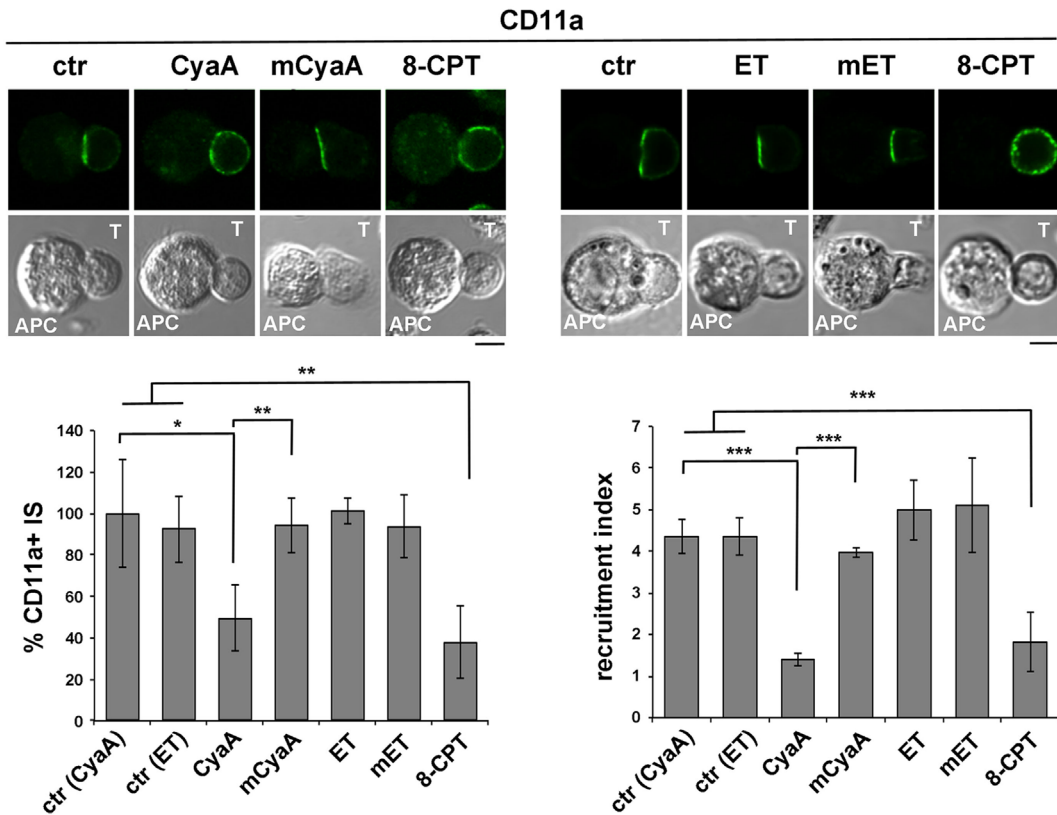 CD11a
ctr CyaA mCyaA 8-CPT
ctr ET mET 8-CPT
T T T T
APC APC APC APC
T T T T
APC APC APC APC
**
* **
140
120
100
80
60
40
20
0
% CD11a+ IS
ctr (CyaA)
ctr (ET)
CyaA
mCyaA
ET
mET
8-CPT
***
*** ***
7
6
5
4
3
2
1
0
recruitment index
ctr (CyaA)
ctr (ET)
CyaA
mCyaA
ET
mET
8-CPT